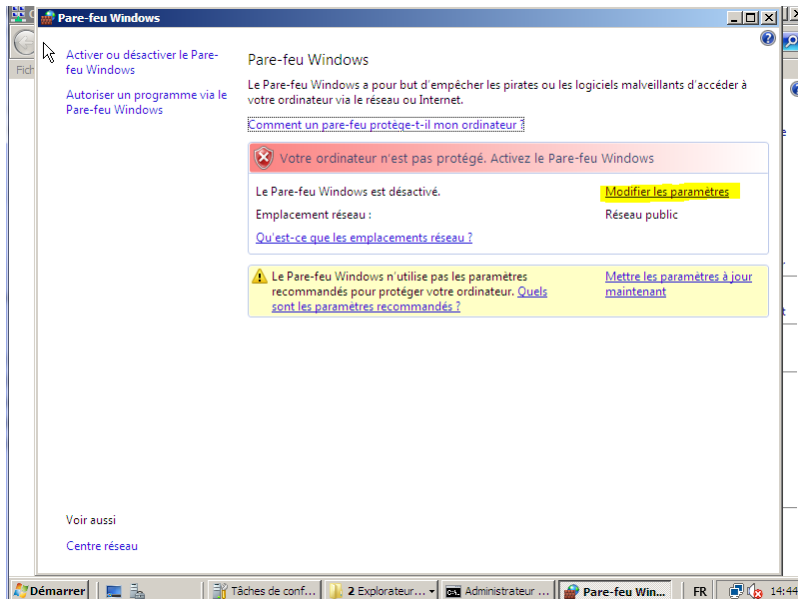 Pare-feu Windows
Fich
Activer ou désactiver le Pare-
feu Windows
Autoriser un programme via le
Pare-feu Windows
Pare-feu Windows
Le Pare-feu Windows a pour but d'empêcher les pirates ou les logiciels malveillants d'accéder à
votre ordinateur via le réseau ou Internet.
Comment un pare-feu protège-t-il mon ordinateur ?
Votre ordinateur n'est pas protégé. Activez le Pare-feu Windows
Le Pare-feu Windows est désactivé.
Modifier les paramètres
Emplacement réseau :
Réseau public
Qu'est-ce que les emplacements réseau ?
Le Pare-feu Windows n'utilise pas les paramètres
recommandés pour protéger votre ordinateur. Quels
sont les paramètres recommandés ?
Mettre les paramètres à jour
maintenant
Voir aussi
Centre réseau
Démarrer
Tâches de conf...
2 Explorateur...
Administrateur ...
Pare-feu Win...
FR
14:44